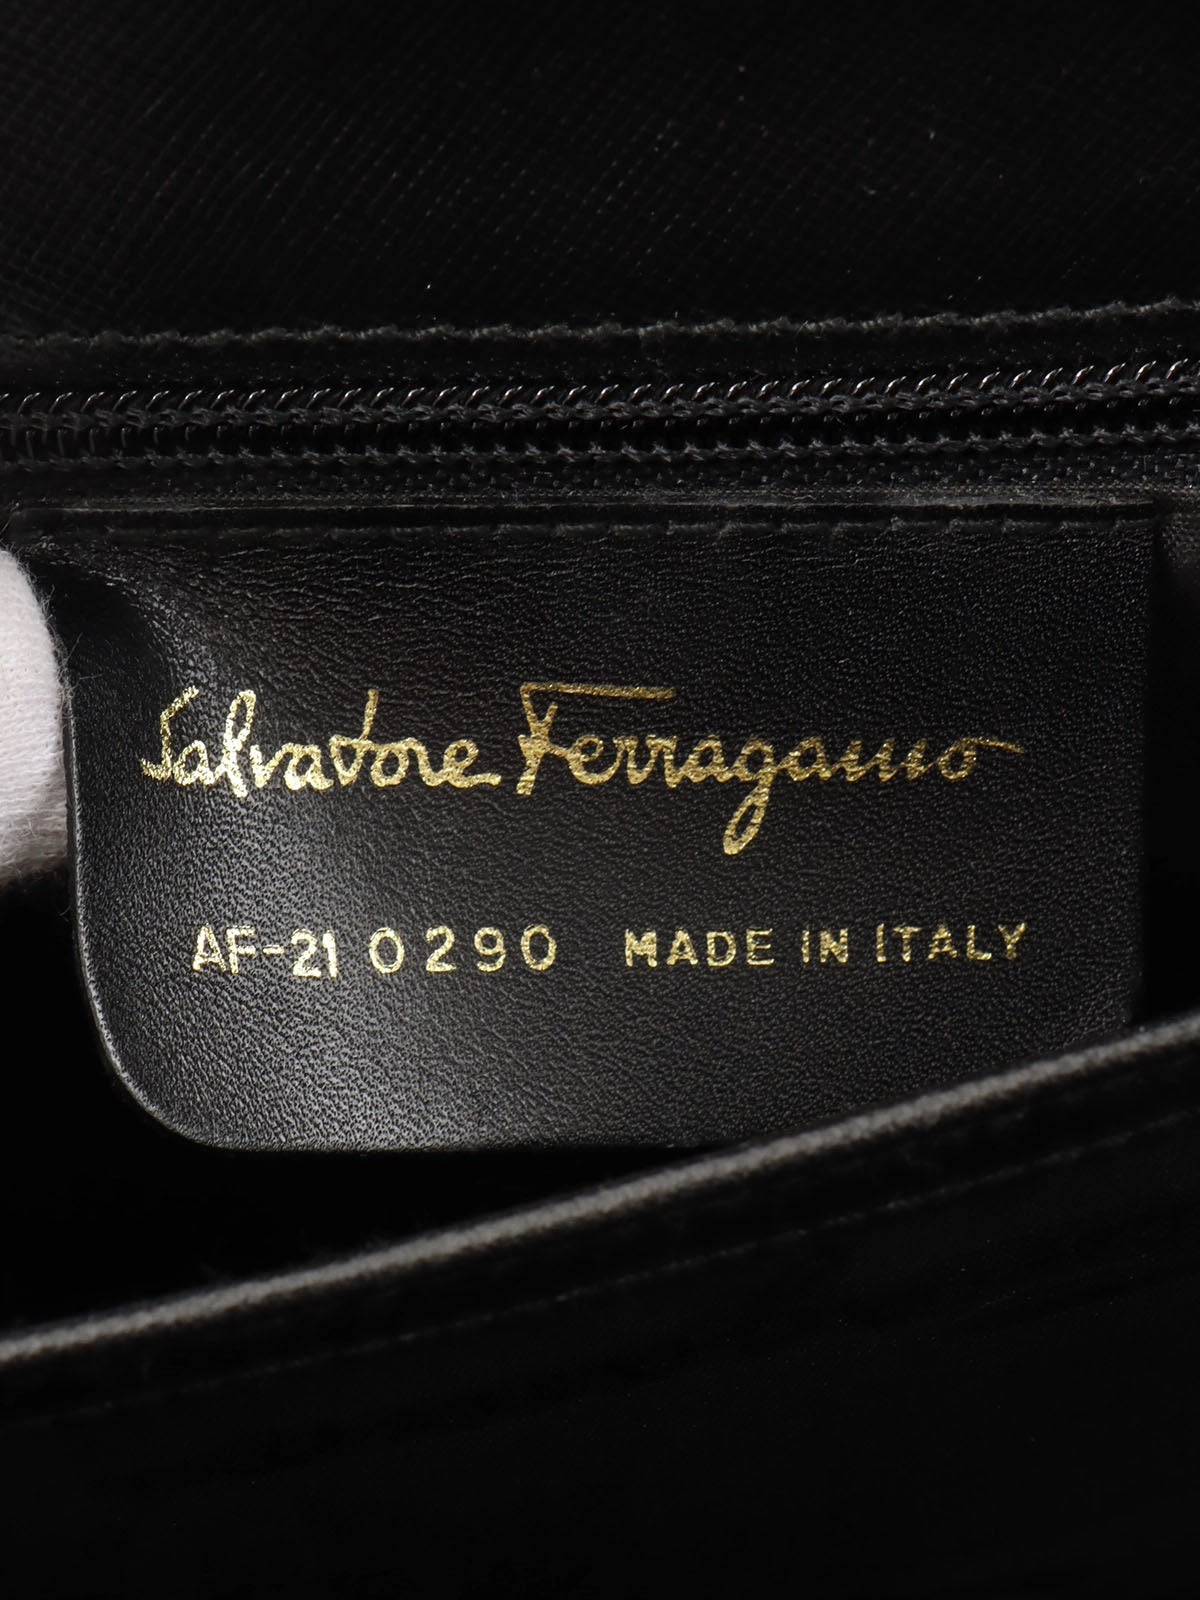 Salvatore Ferragamo
AF-21 0290 MADE IN ITALY